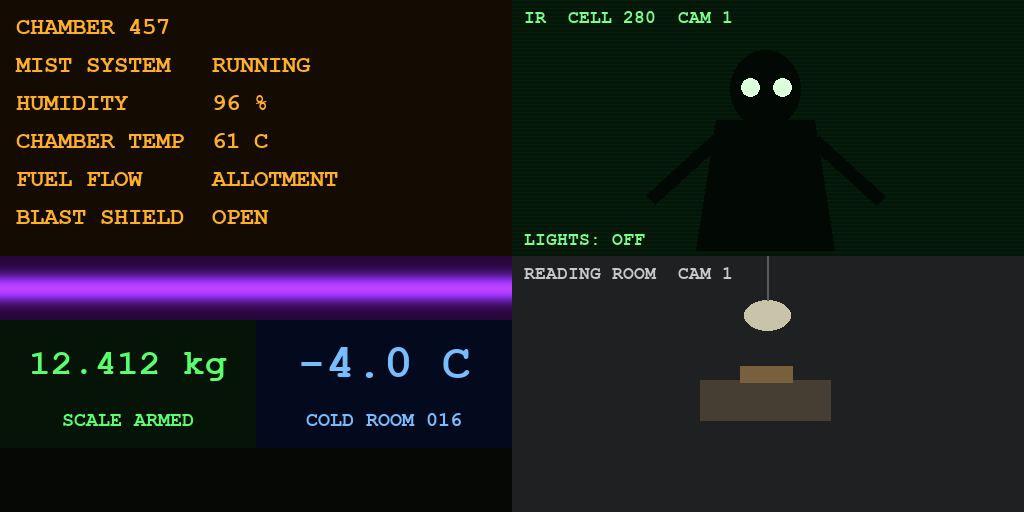 CHAMBER 457
MIST SYSTEM RUNNING
HUMIDITY 96 %
CHAMBER TEMP 61 C
FUEL FLOW ALLOTMENT
BLAST SHIELD OPEN
IR CELL 280 CAM 1
LIGHTS: OFF
12.412 kg
SCALE ARMED
-4.0 C
COLD ROOM 016
READING ROOM CAM 1